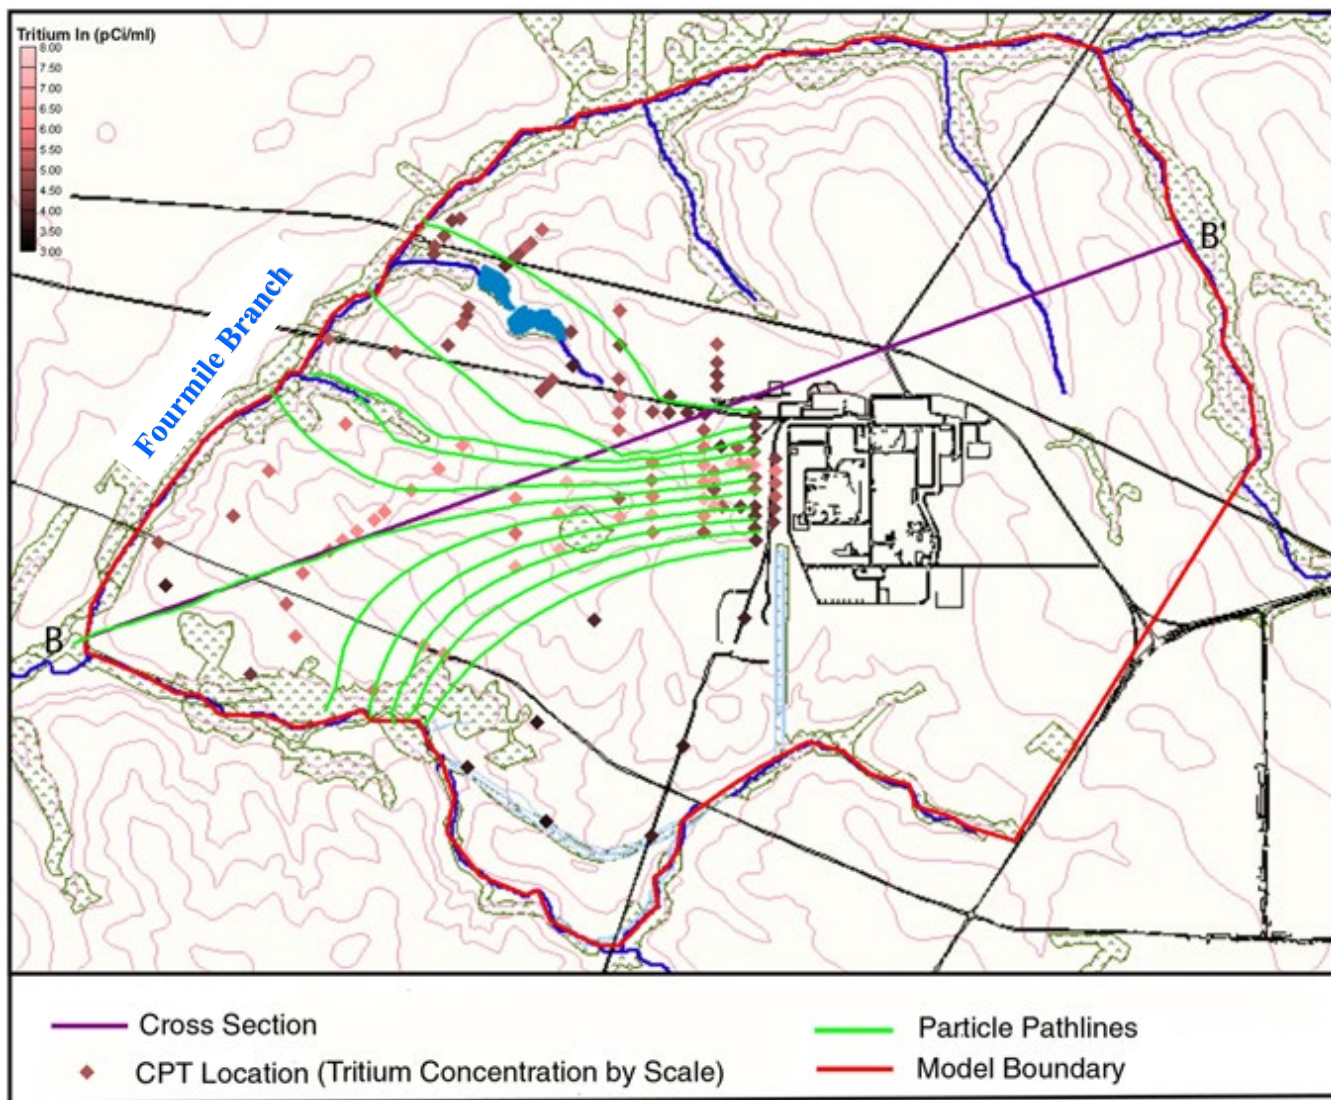 Tritium ln (pCi/ml)
8.00
7.50
7.00
6.50
6.00
5.50
5.00
4.50
4.00
3.50
3.00
B'
Fourmile Branch
B
Cross Section
Particle Pathlines
CPT Location (Tritium Concentration by Scale)
Model Boundary